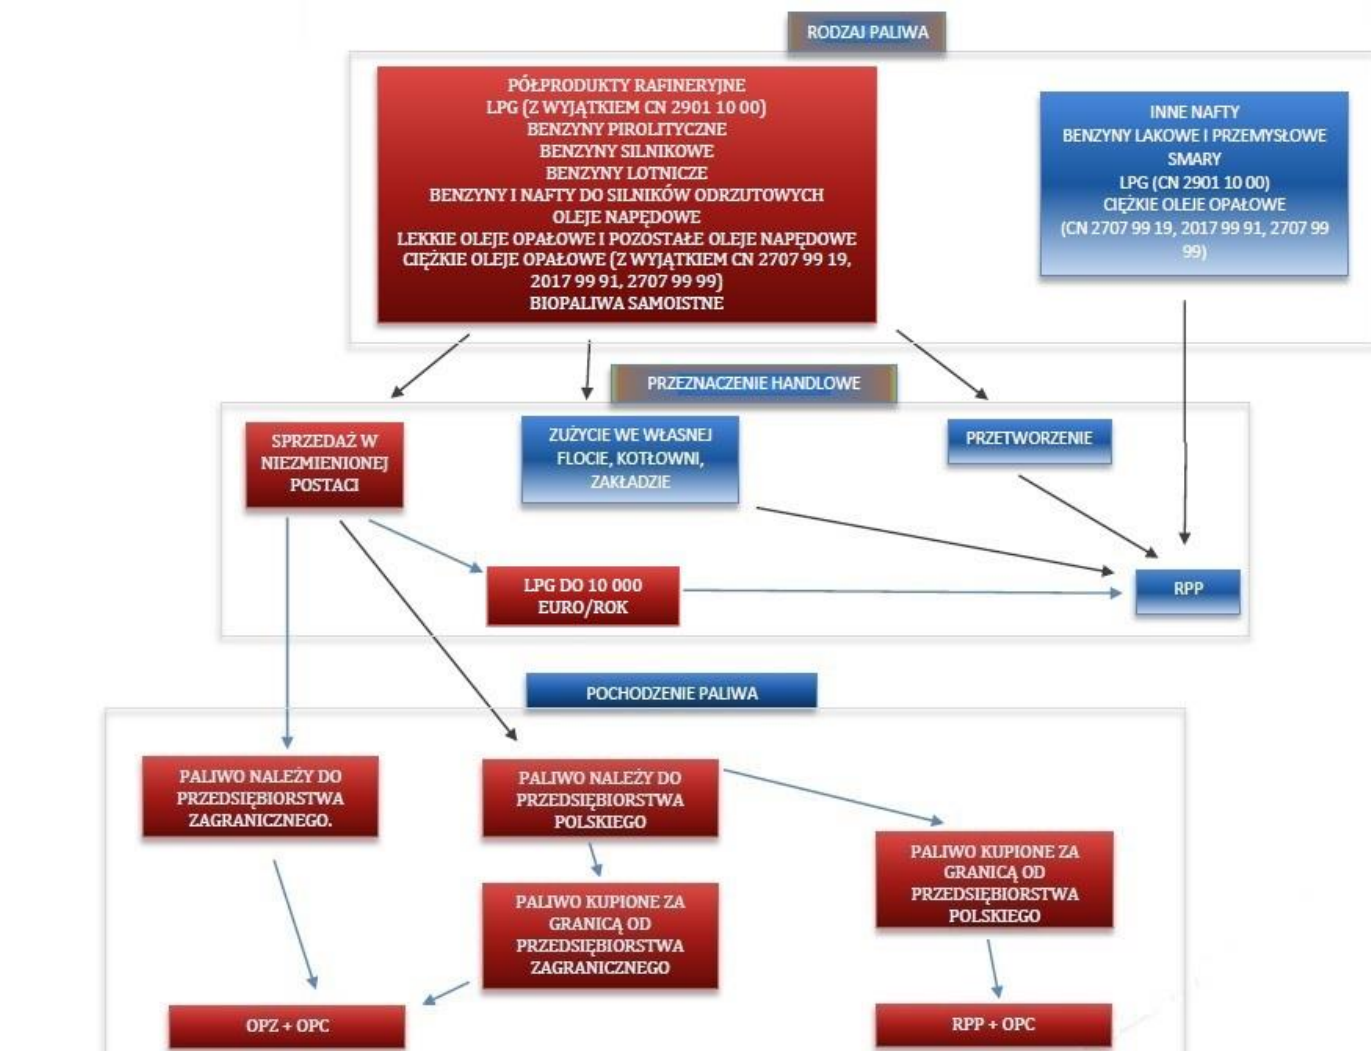 RODZAJ PALIWA
PÓŁPRODUKTY RAFINERYJNE
LPG (Z WYJĄTKIEM CN 2901 10 00)
BENZYNY PIROLITYCZNE
BENZYNY SILNIKOWE
BENZYNY LOTNICZE
BENZYNY I NAFTY DO SILNIKÓW ODRZUTOWYCH
OLEJE NAPĘDOWE
LEKKIE OLEJE OPAŁOWE I POZOSTAŁE OLEJE NAPĘDOWE
CIĘŻKIE OLEJE OPAŁOWE (Z WYJĄTKIEM CN 2707 99 19,
2017 99 91, 2707 99 99)
BIOPALIWA SAMOISTNE
INNE NAFTY
BENZYNY LAKOWE I PRZEMYSŁOWE
SMARY
LPG (CN 2901 10 00)
CIĘŻKIE OLEJE OPAŁOWE
(CN 2707 99 19, 2017 99 91, 2707 99
99)
PRZEZNACZENIE HANDLOWE
SPRZEDAŻ W
NIEZMIENIONEJ
POSTACI
ZUŻYCIE WE WŁASNEJ
FLOCIE, KOTŁOWNI,
ZAKŁADZIE
PRZETWORZENIE
LPG DO 10 000
EURO/ROK
RPP
POCHODZENIE PALIWA
PALIWO NALEŻY DO
PRZEDSIĘBIORSTWA
ZAGRANICZNEGO.
PALIWO NALEŻY DO
PRZEDSIĘBIORSTWA
POLSKIEGO
PALIWO KUPIONE ZA
GRANICĄ OD
PRZEDSIĘBIORSTWA
POLSKIEGO
PALIWO KUPIONE ZA
GRANICĄ OD
PRZEDSIĘBIORSTWA
ZAGRANICZNEGO
OPZ + OPC
RPP + OPC